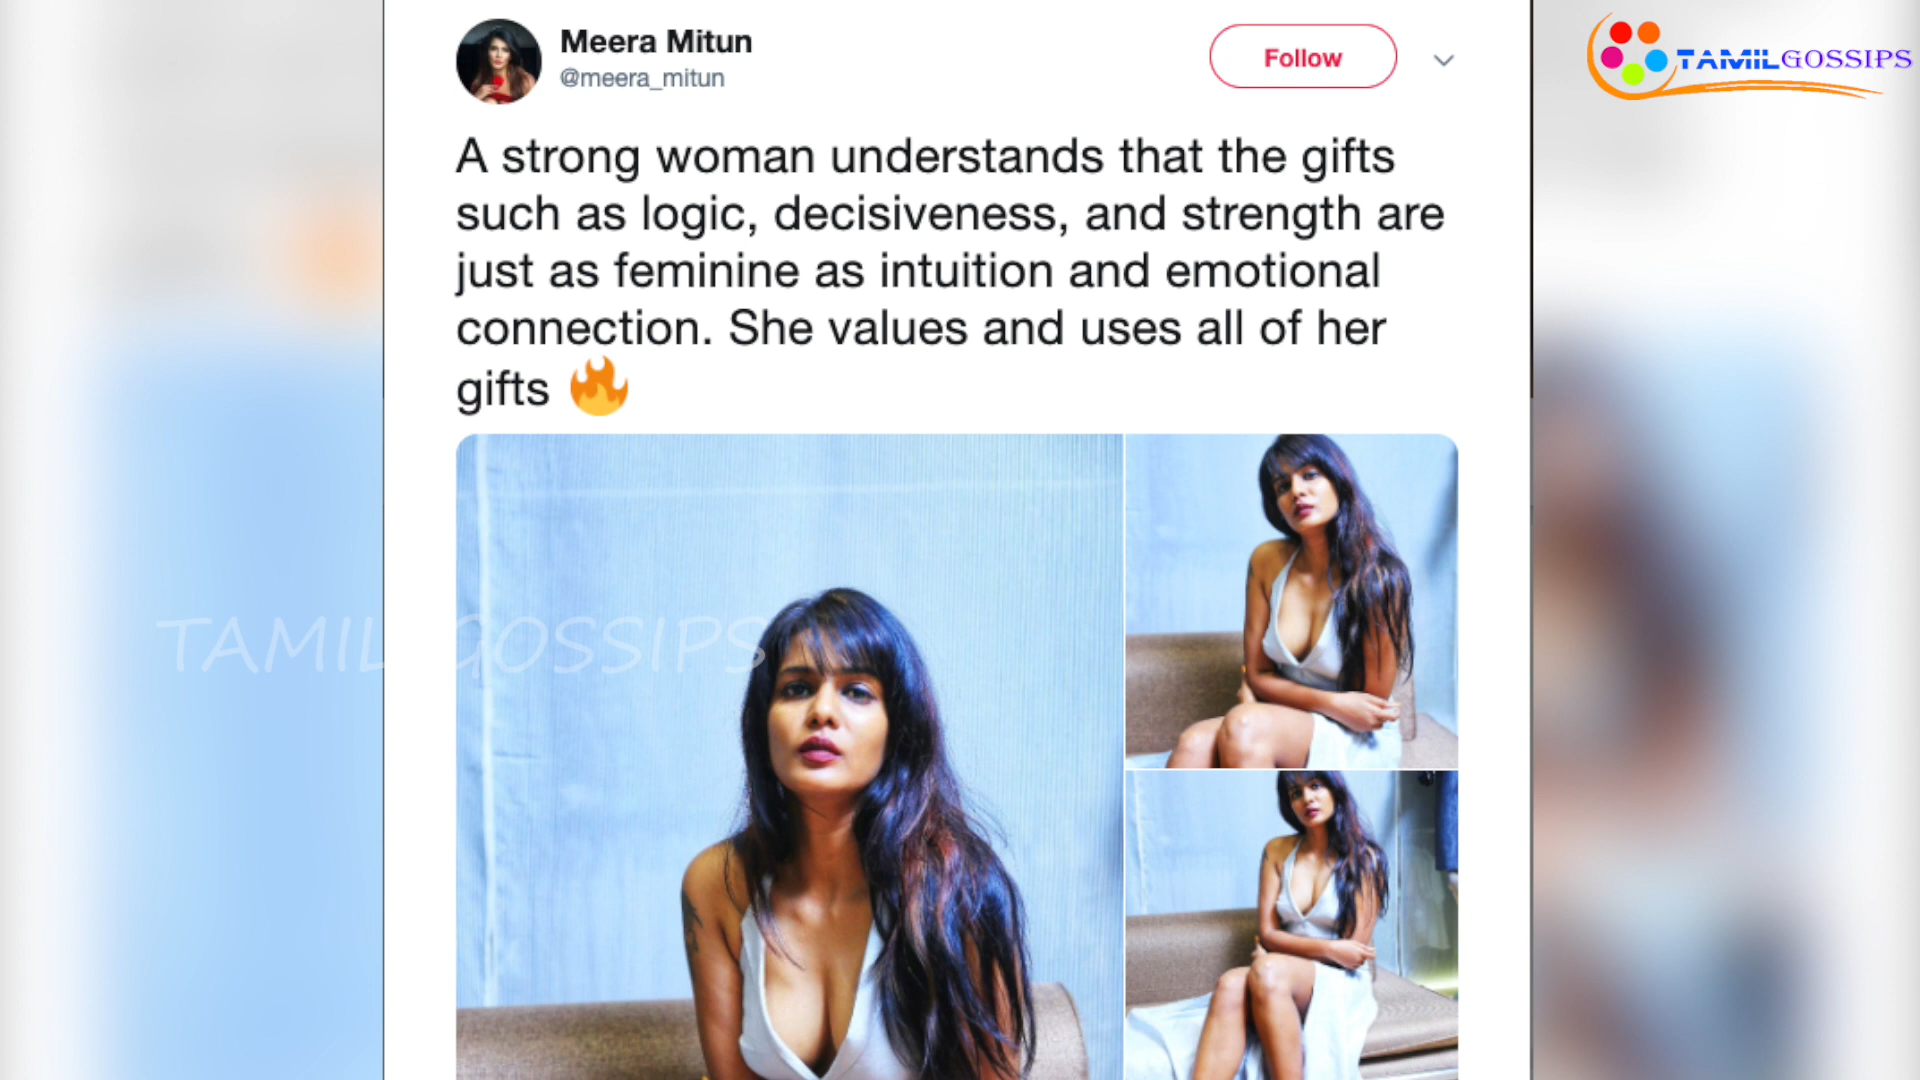 Meera Mitun
@meera_mitun
Follow
TAMILGOSSIPS
A strong woman understands that the gifts
such as logic, decisiveness, and strength are
just as feminine as intuition and emotional
connection. She values and uses all of her
gifts 🔥
TAMIL GOSSIPS